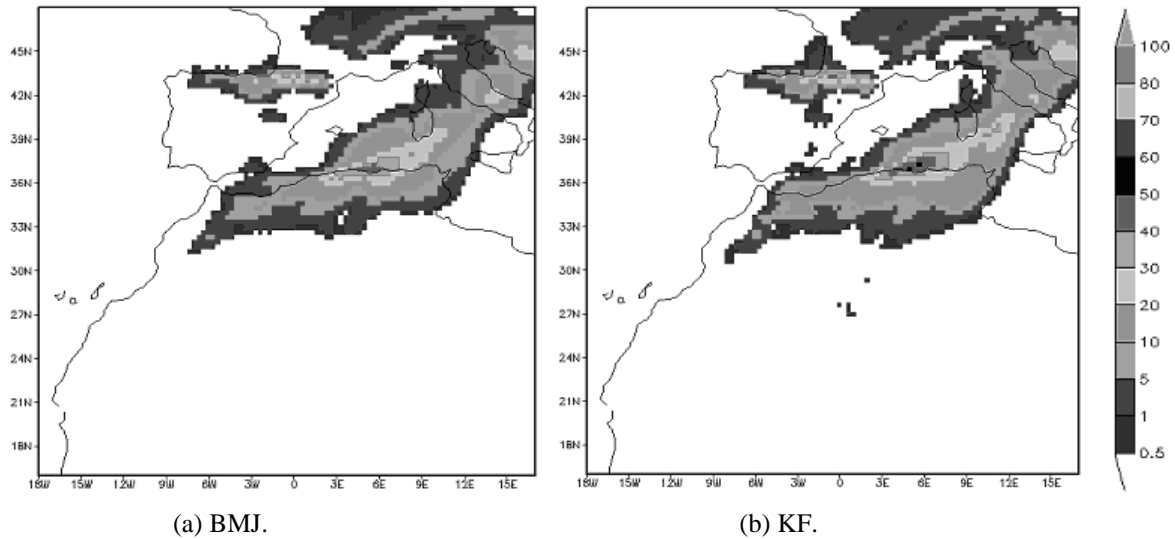 45N
42N
39N
36N
33N
30N
27N
24N
21N
18N
18W 15W 12W 9W 6W 3W 0 3E 6E 9E 12E 15E
(a) BMJ.
45N
42N
39N
36N
33N
30N
27N
24N
21N
18N
18W 15W 12W 9W 6W 3W 0 3E 6E 9E 12E 15E
(b) KF.
100
80
70
60
50
40
30
20
10
5
1
0.5